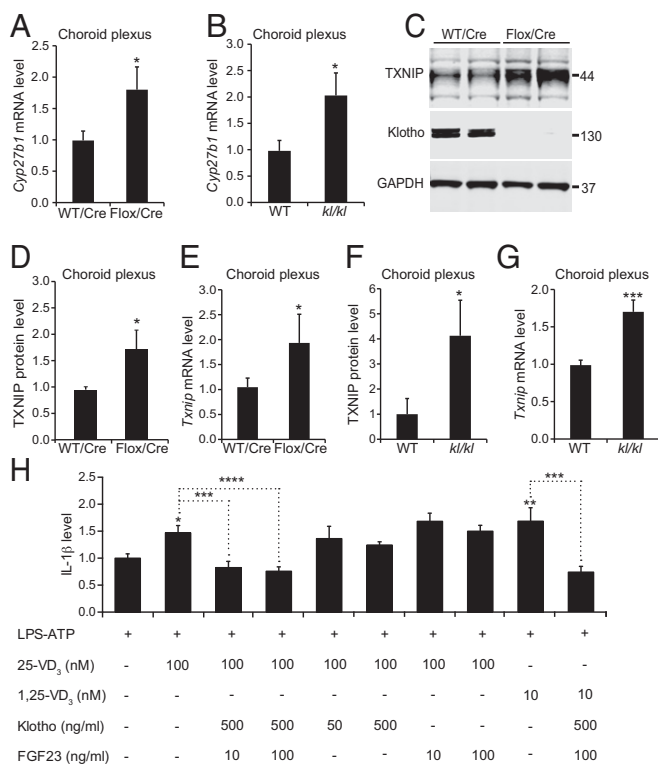 A
Choroid plexus
Cyp27b1 mRNA level
2.5
2.0
1.5
1.0
0.5
0.0
*
WT/Cre Flox/Cre
B
Choroid plexus
Cyp27b1 mRNA level
3.0
2.5
2.0
1.5
1.0
0.5
0.0
*
WT kl/kl
C
WT/Cre Flox/Cre
TXNIP 44
Klotho 130
GAPDH 37
D
Choroid plexus
TXNIP protein level
3.0
2.5
2.0
1.5
1.0
0.5
0.0
*
WT/Cre Flox/Cre
E
Choroid plexus
Txnip mRNA level
3.0
2.5
2.0
1.5
1.0
0.5
0.0
*
WT/Cre Flox/Cre
F
Choroid plexus
TXNIP protein level
6
5
4
3
2
1
0
*
WT kl/kl
G
Choroid plexus
Txnip mRNA level
2.0
1.5
1.0
0.5
0.0
***
WT kl/kl
H
IL-1β level
2.5
2.0
1.5
1.0
0.5
0.0
* *** **** ** ***
LPS-ATP + + + + + + + + + +
25-VD3 (nM) - 100 100 100 100 100 100 100 - -
1,25-VD3 (nM) - - - - - - - - 10 10
Klotho (ng/ml) - - 500 500 50 500 - - - 500
FGF23 (ng/ml) - - 10 100 - - 10 100 - 100